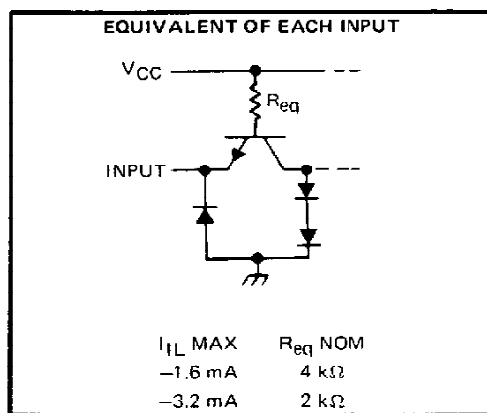 EQUIVALENT OF EACH INPUT
VCC
Req
INPUT
IIL MAX Req NOM
−1.6 mA 4 kΩ
−3.2 mA 2 kΩ